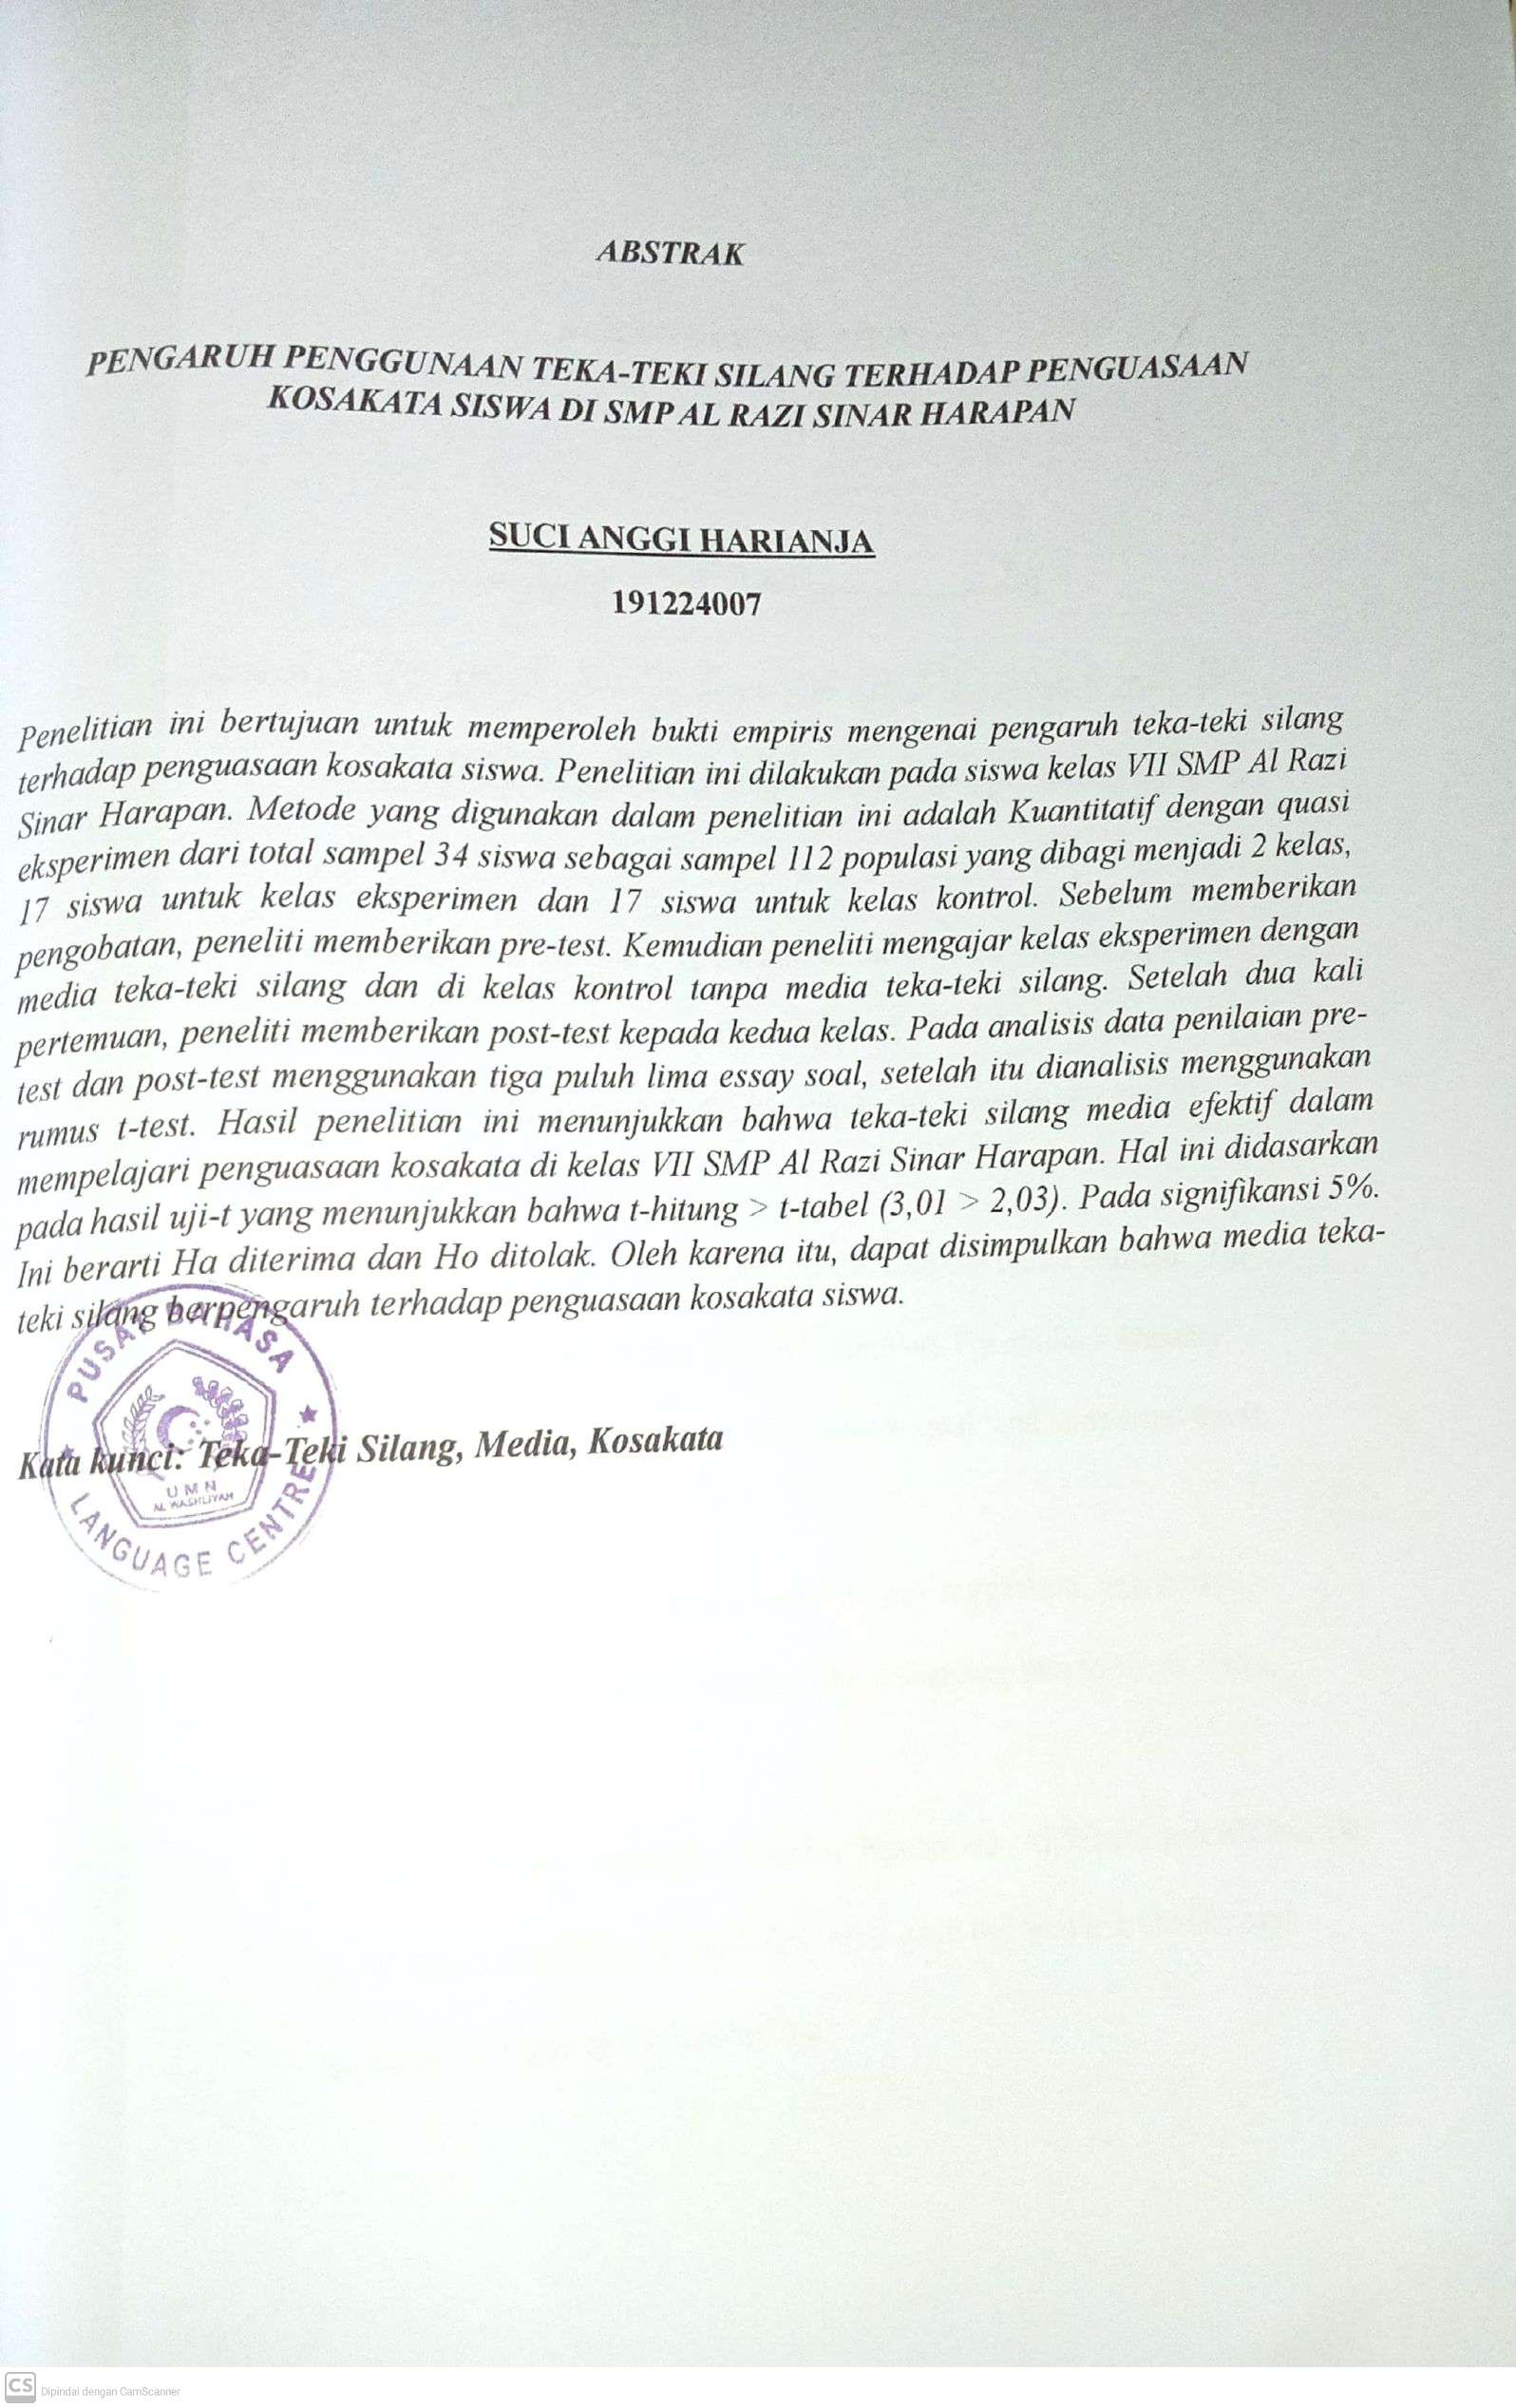 ABSTRAK
PENGARUH PENGGUNAAN TEKA-TEKI SILANG TERHADAP PENGUASAAN
KOSAKATA SISWA DI SMP AL RAZI SINAR HARAPAN
SUCI ANGGI HARIANJA
191224007
Penelitian ini bertujuan untuk memperoleh bukti empiris mengenai pengaruh teka-teki silang
terhadap penguasaan kosakata siswa. Penelitian ini dilakukan pada siswa kelas VII SMP Al Razi
Sinar Harapan. Metode yang digunakan dalam penelitian ini adalah Kuantitatif dengan quasi
eksperimen dari total sampel 34 siswa sebagai sampel 112 populasi yang dibagi menjadi 2 kelas,
17 siswa untuk kelas eksperimen dan 17 siswa untuk kelas kontrol. Sebelum memberikan
pengobatan, peneliti memberikan pre-test. Kemudian peneliti mengajar kelas eksperimen dengan
media teka-teki silang dan di kelas kontrol tanpa media teka-teki silang. Setelah dua kali
pertemuan, peneliti memberikan post-test kepada kedua kelas. Pada analisis data penilaian pre-
test dan post-test menggunakan tiga puluh lima essay soal, setelah itu dianalisis menggunakan
rumus t-test. Hasil penelitian ini menunjukkan bahwa teka-teki silang media efektif dalam
mempelajari penguasaan kosakata di kelas VII SMP Al Razi Sinar Harapan. Hal ini didasarkan
pada hasil uji-t yang menunjukkan bahwa t-hitung > t-tabel (3,01 > 2,03). Pada signifikansi 5%.
Ini berarti Ha diterima dan Ho ditolak. Oleh karena itu, dapat disimpulkan bahwa media teka-
teki silang berpengaruh terhadap penguasaan kosakata siswa.
PUSAT BAHASA
Kata kunci: Teka-Teki Silang, Media, Kosakata
UMN
AL WASHLIYAH
LANGUAGE CENTRE
CS Dipindai dengan CamScanner